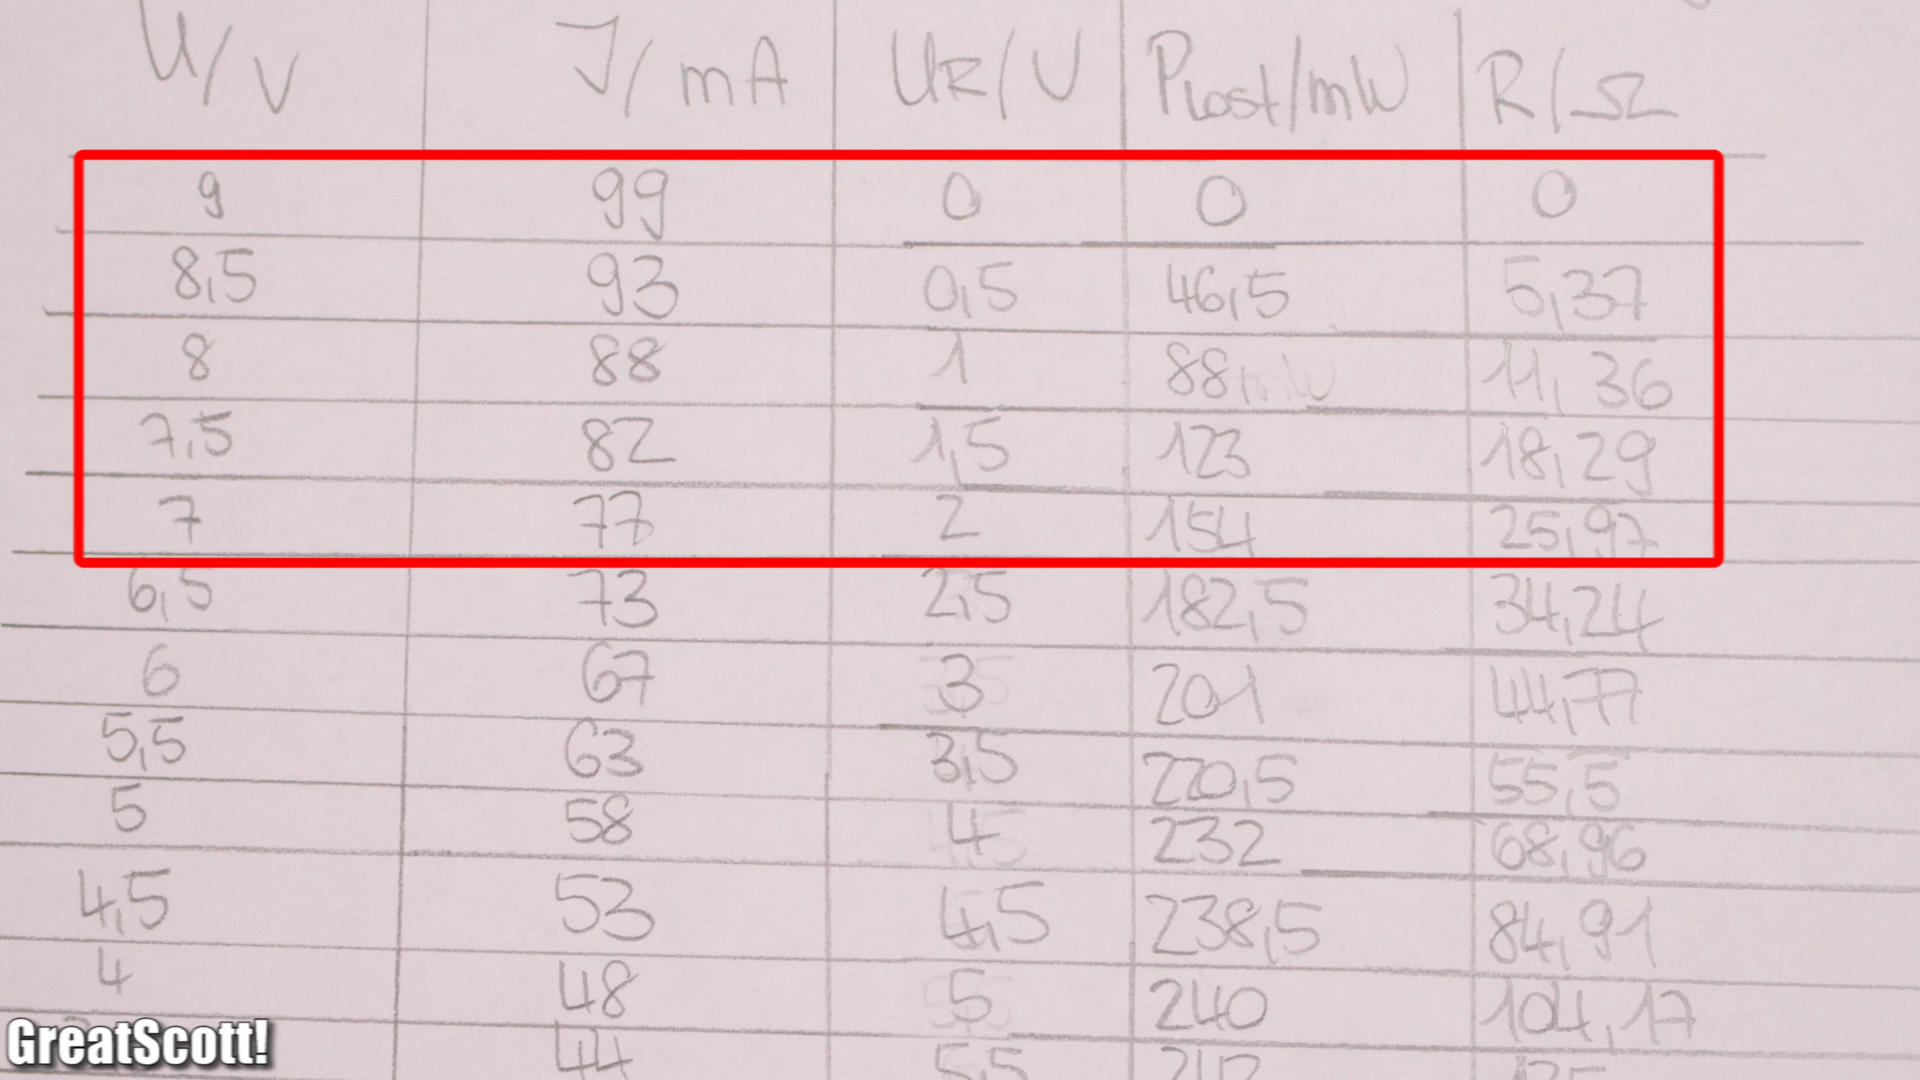 U/V I/mA UR/V Plost/mW R/Ω
9 99 0 0 0
8,5 93 0,5 46,5 5,37
8 88 1 88mW 11,36
7,5 82 1,5 123 18,29
7 77 2 154 25,97
6,5 73 2,5 182,5 34,24
6 67 3 201 44,77
5,5 63 3,5 220,5 55,5
5 58 4 232 68,96
4,5 53 4,5 238,5 84,91
4 48 5 240 104,17
44 5,5
GreatScott!